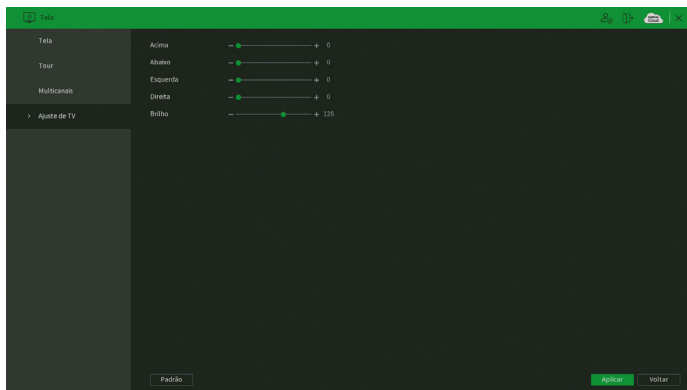 Tela
Tela
Tour
Multicanais
> Ajuste de TV
Acima - + 0
Abaixo - + 0
Esquerda - + 0
Direita - + 0
Brilho - + 128
Padrão
Aplicar
Voltar